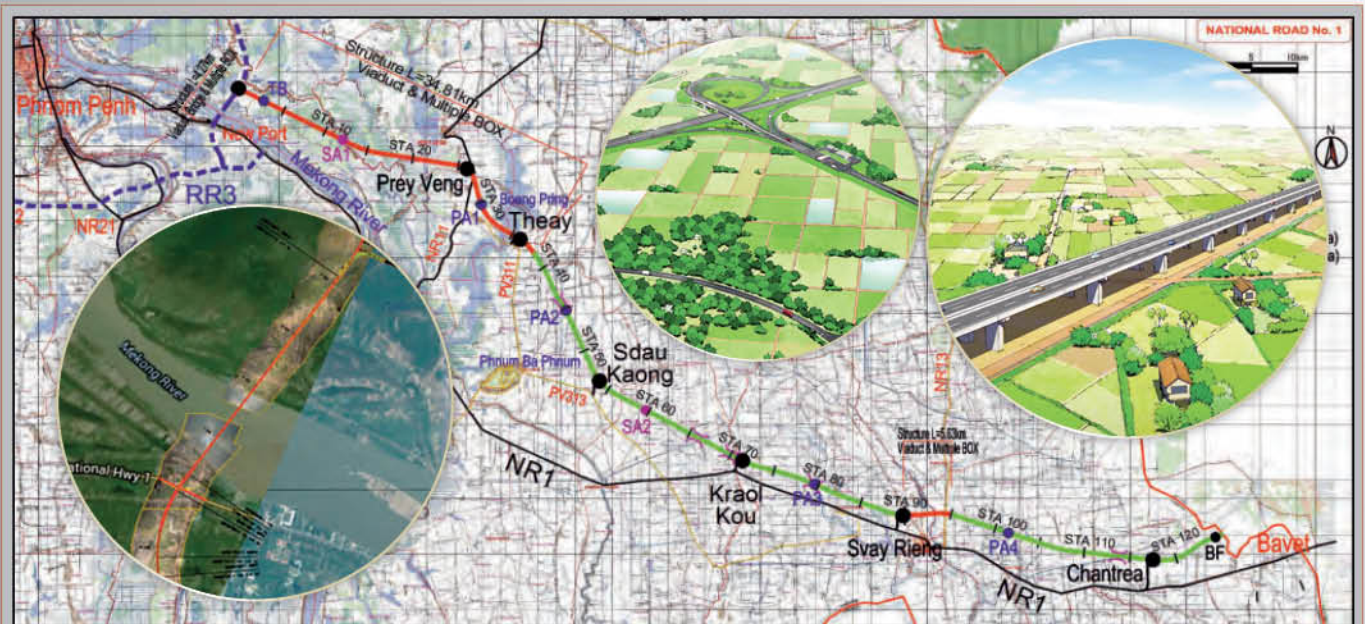 NATIONAL ROAD No. 1
5 10km
N
Phnom Penh
TB
Structure L=34.81km
Viaduct & Multiple BOX
New Port
STA 10
SA1
STA 20
Prey Veng
Mekong River
RR3
NR21
NR11
STA 30
PA1
Boeng Pring
Theay
PV311
STA 40
PA2
Phnum Ba Phnum
PV313
Sdau
Kaong
STA 60
SA2
NR1
STA 70
Kraol
Kou
STA 80
PA3
NR13
Structure L=5.63km
Viaduct & Multiple BOX
STA 90
Svay Rieng
STA 100
PA4
STA 110
NR1
Chantrea
STA 120
BF
Bavet
Mekong River
ational Hwy 1